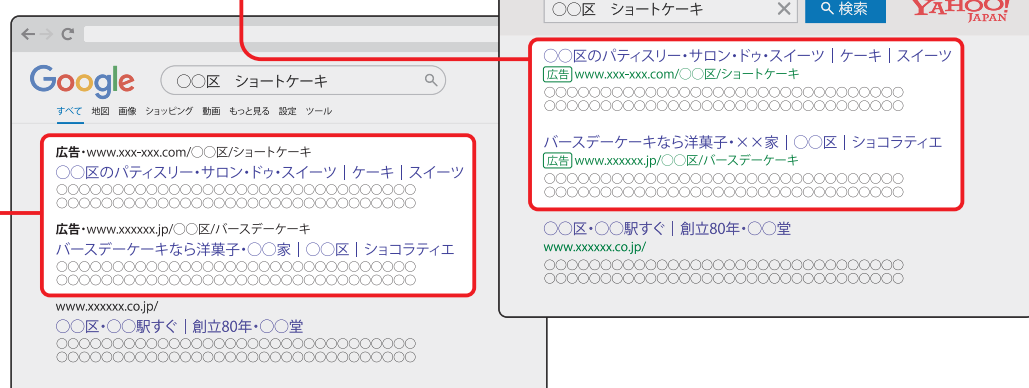 Google
○○区　ショートケーキ
すべて 地図 画像 ショッピング 動画 もっと見る 設定 ツール
広告・www.xxx-xxx.com/○○区/ショートケーキ
○○区のパティスリー・サロン・ドゥ・スイーツ｜ケーキ｜スイーツ
○○○○○○○○○○○○○○○○○○○○○○○○○○○○○○
○○○○○○○○○○○○○○○○○○○○○○○○○○○○○○
広告・www.xxxxxx.jp/○○区/バースデーケーキ
バースデーケーキなら洋菓子・○○家｜○○区｜ショコラティエ
○○○○○○○○○○○○○○○○○○○○○○○○○○○○○○
○○○○○○○○○○○○○○○○○○○○○○○○○○○○○○
www.xxxxxx.co.jp/
○○区・○○駅すぐ｜創立80年・○○堂
○○○○○○○○○○○○○○○○○○○○○○○○○○○○○○
○○○○○○○○○○○○○○○○○○○○○○○○○○○○○○
○○区　ショートケーキ
検索
YAHOO!
JAPAN
○○区のパティスリー・サロン・ドゥ・スイーツ｜ケーキ｜スイーツ
広告 www.xxx-xxx.com/○○区/ショートケーキ
○○○○○○○○○○○○○○○○○○○○○○○○○○○○○○
○○○○○○○○○○○○○○○○○○○○○○○○○○○○○○
バースデーケーキなら洋菓子・××家｜○○区｜ショコラティエ
広告 www.xxxxxx.jp/○○区/バースデーケーキ
○○○○○○○○○○○○○○○○○○○○○○○○○○○○○○
○○○○○○○○○○○○○○○○○○○○○○○○○○○○○○
○○区・○○駅すぐ｜創立80年・○○堂
www.xxxxxx.co.jp/
○○○○○○○○○○○○○○○○○○○○○○○○○○○○○○
○○○○○○○○○○○○○○○○○○○○○○○○○○○○○○